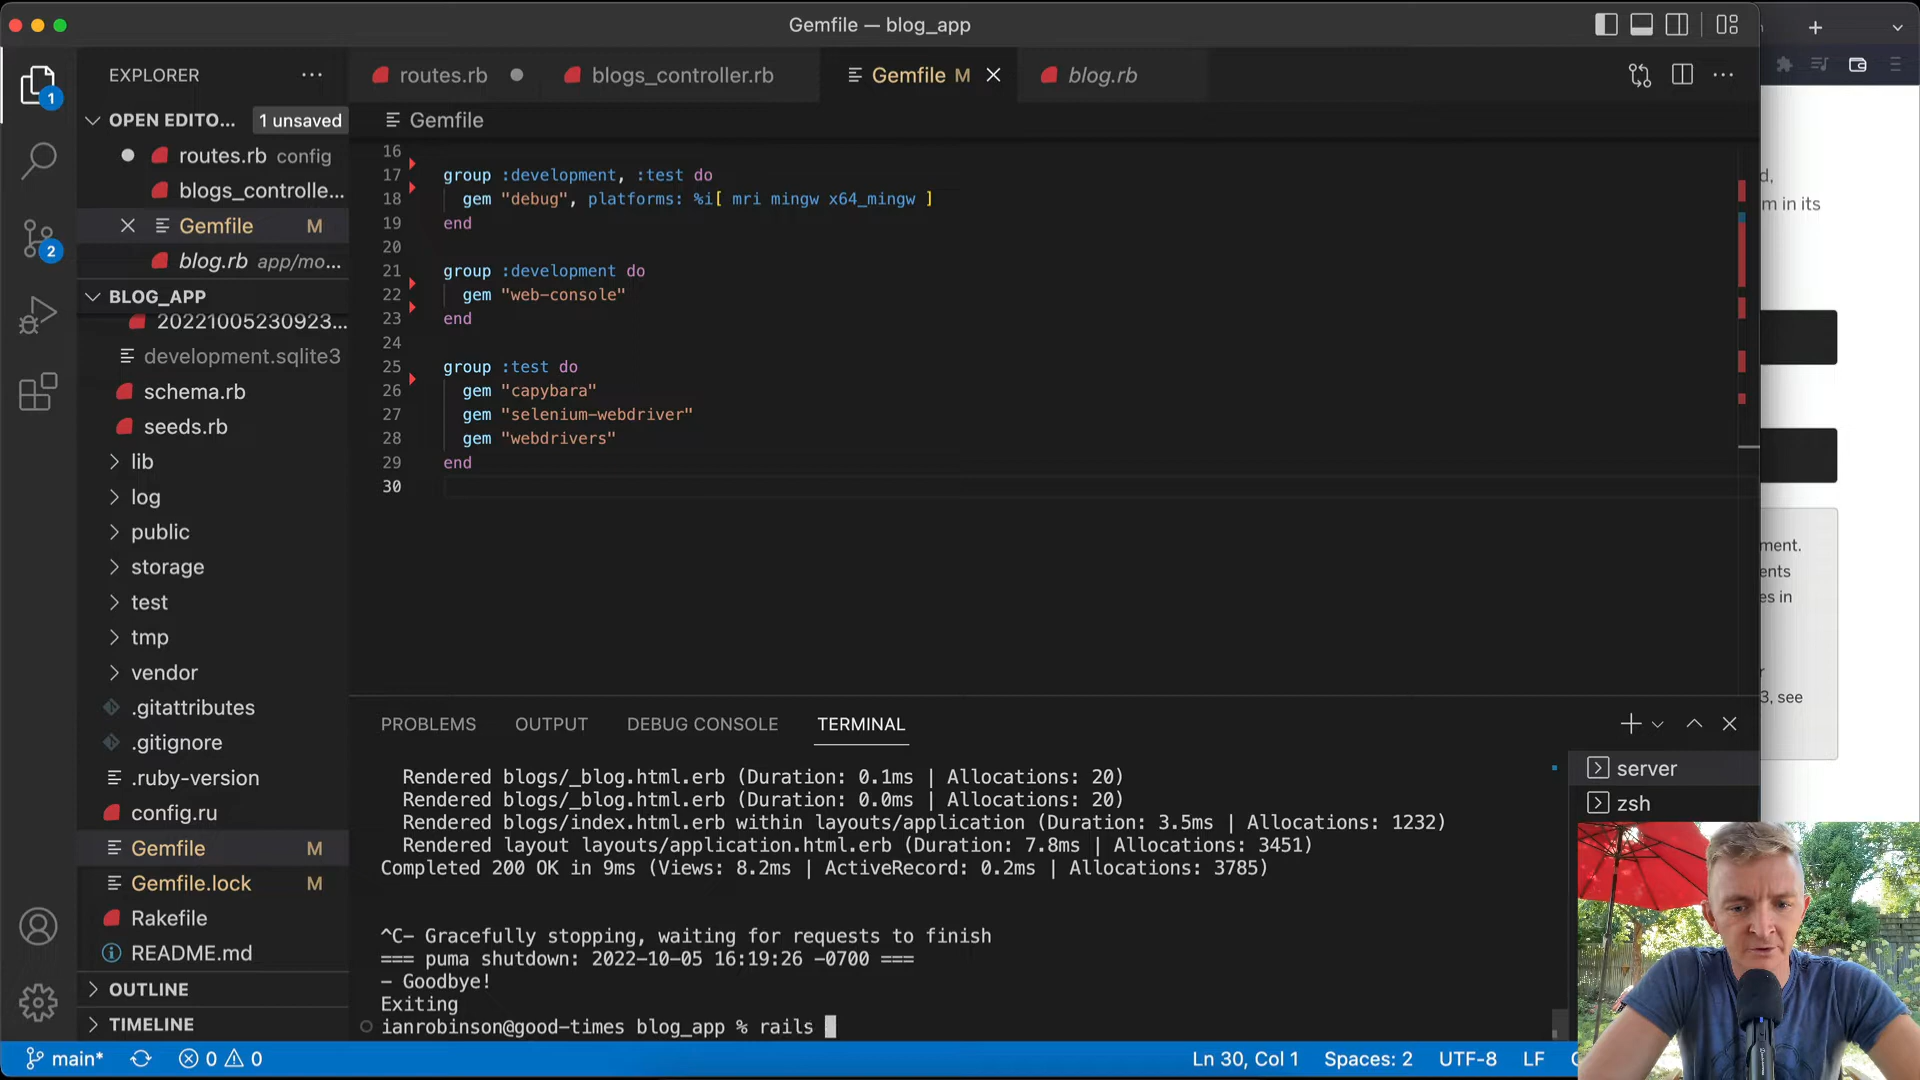 Gemfile — blog_app
EXPLORER
routes.rb
blogs_controller.rb
Gemfile M
blog.rb
1
OPEN EDITO... 1 unsaved
Gemfile
routes.rb config
blogs_controlle...
Gemfile M
blog.rb app/mo...
2
BLOG_APP
20221005230923...
development.sqlite3
schema.rb
seeds.rb
lib
log
public
storage
test
tmp
vendor
.gitattributes
.gitignore
.ruby-version
config.ru
Gemfile M
Gemfile.lock M
Rakefile
README.md
OUTLINE
TIMELINE
16
17 group :development, :test do
18 gem "debug", platforms: %i[ mri mingw x64_mingw ]
19 end
20
21 group :development do
22 gem "web-console"
23 end
24
25 group :test do
26 gem "capybara"
27 gem "selenium-webdriver"
28 gem "webdrivers"
29 end
30
d,
m in its
ment.
ents
es in
3, see
PROBLEMS OUTPUT DEBUG CONSOLE TERMINAL
server
zsh
Rendered blogs/_blog.html.erb (Duration: 0.1ms | Allocations: 20)
Rendered blogs/_blog.html.erb (Duration: 0.0ms | Allocations: 20)
Rendered blogs/index.html.erb within layouts/application (Duration: 3.5ms | Allocations: 1232)
Rendered layout layouts/application.html.erb (Duration: 7.8ms | Allocations: 3451)
Completed 200 OK in 9ms (Views: 8.2ms | ActiveRecord: 0.2ms | Allocations: 3785)
^C- Gracefully stopping, waiting for requests to finish
=== puma shutdown: 2022-10-05 16:19:26 -0700 ===
- Goodbye!
Exiting
ianrobinson@good-times blog_app % rails
main* 0 0 Ln 30, Col 1 Spaces: 2 UTF-8 LF